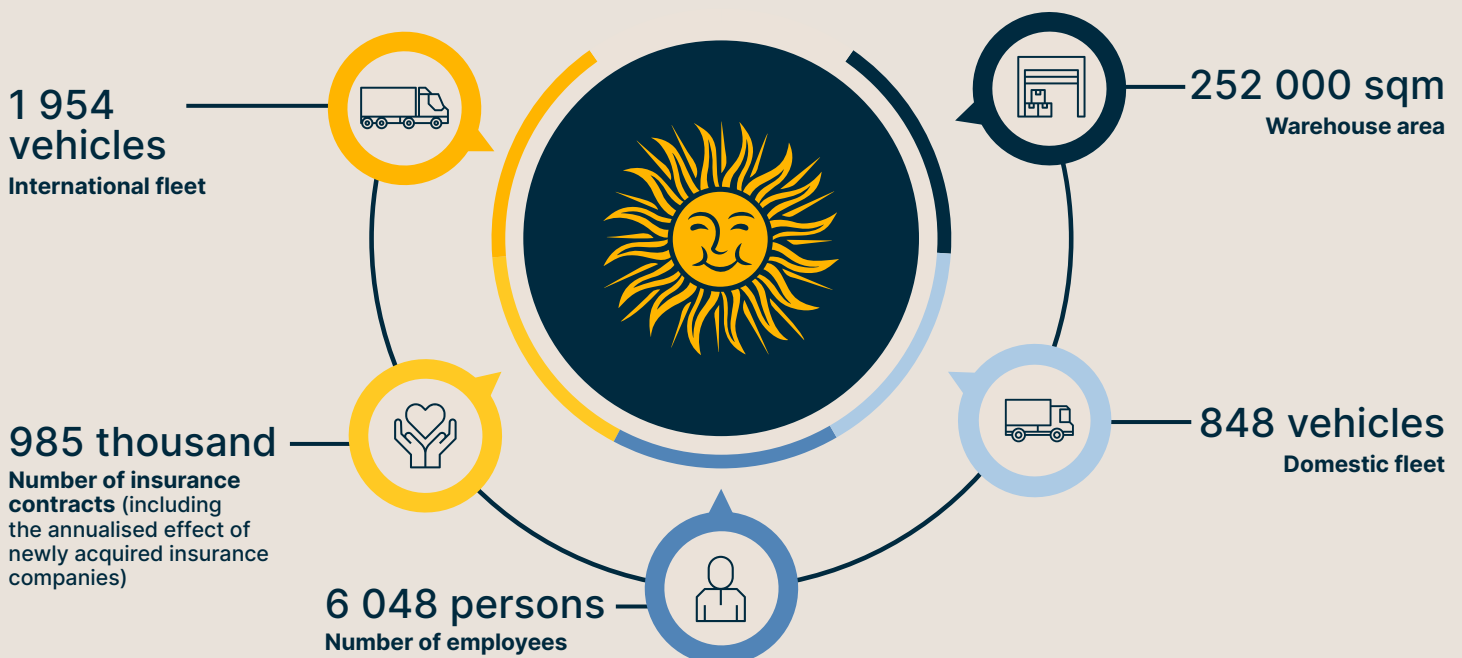 1 954
vehicles
International fleet
252 000 sqm
Warehouse area
985 thousand
Number of insurance
contracts (including
the annualised effect of
newly acquired insurance
companies)
848 vehicles
Domestic fleet
6 048 persons
Number of employees